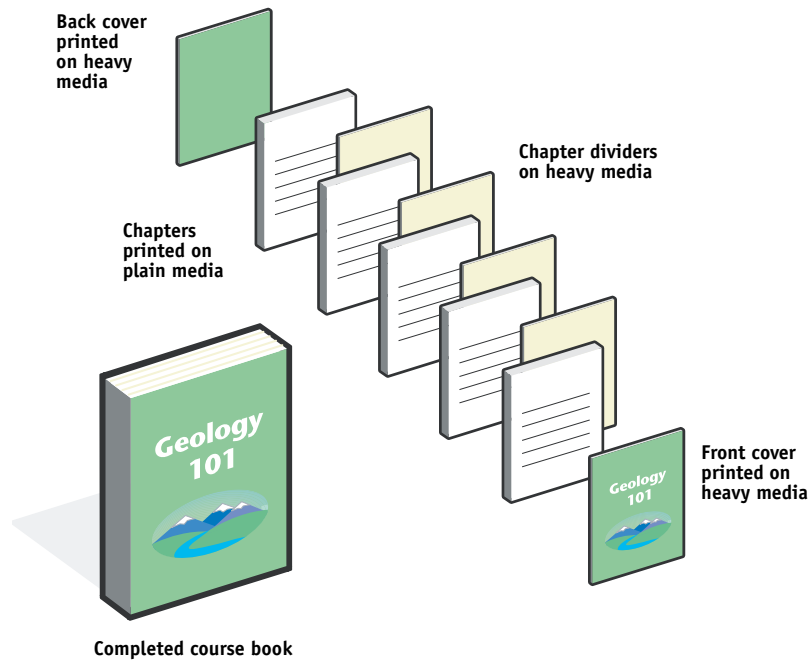 Back cover
printed
on heavy
media
Chapter dividers
on heavy media
Chapters
printed on
plain media
Geology
101
Front cover
printed on
heavy media
Geology
101
Completed course book